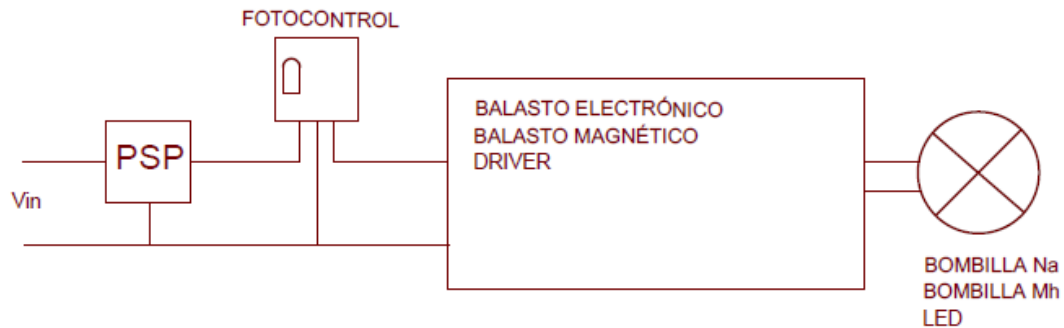 FOTOCONTROL
PSP
Vin
BALASTO ELECTRÓNICO
BALASTO MAGNÉTICO
DRIVER
BOMBILLA Na
BOMBILLA Mh
LED